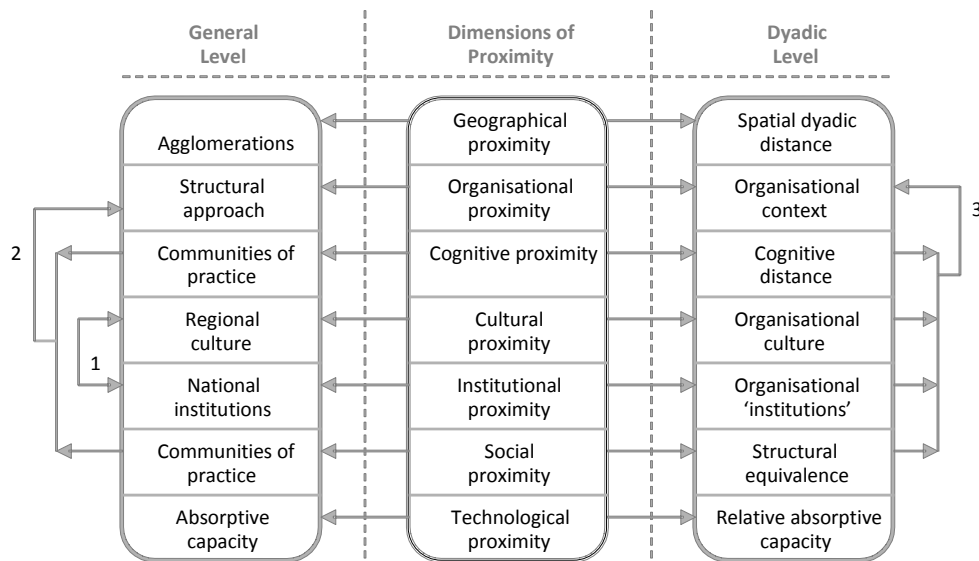 General
Level
Dimensions of
Proximity
Dyadic
Level
Agglomerations
Geographical
proximity
Spatial dyadic
distance
Structural
approach
Organisational
proximity
Organisational
context
2
3
Communities of
practice
Cognitive proximity
Cognitive
distance
Regional
culture
Cultural
proximity
Organisational
culture
1
National
institutions
Institutional
proximity
Organisational
‘institutions’
Communities of
practice
Social
proximity
Structural
equivalence
Absorptive
capacity
Technological
proximity
Relative absorptive
capacity